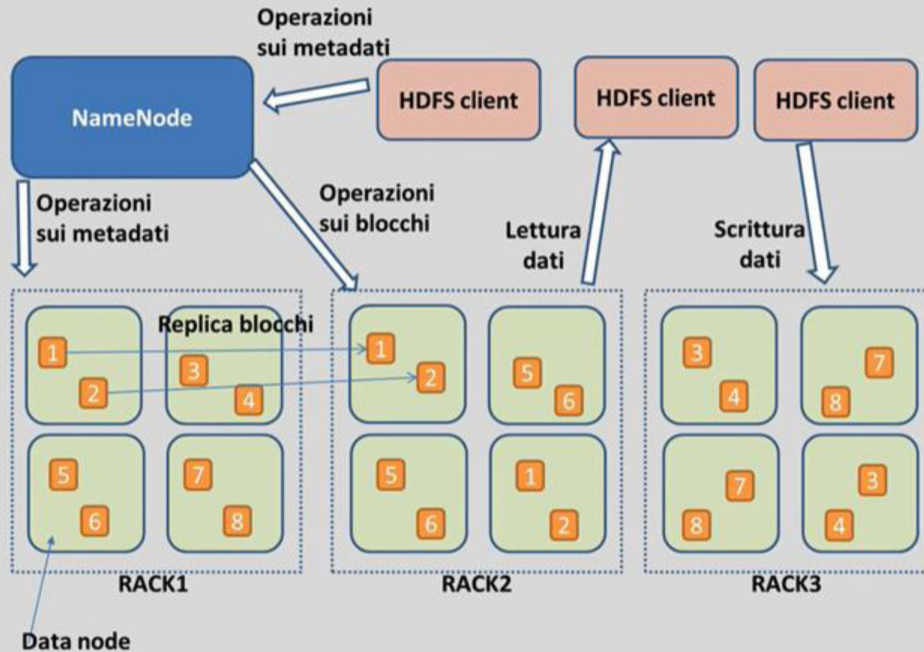 Operazioni
sui metadati
NameNode
HDFS client
HDFS client
HDFS client
Operazioni
sui metadati
Operazioni
sui blocchi
Lettura
dati
Scrittura
dati
Replica blocchi
1
2
3
4
5
6
7
8
RACK1
1
2
5
6
5
6
1
2
RACK2
3
4
7
8
7
8
3
4
RACK3
Data node